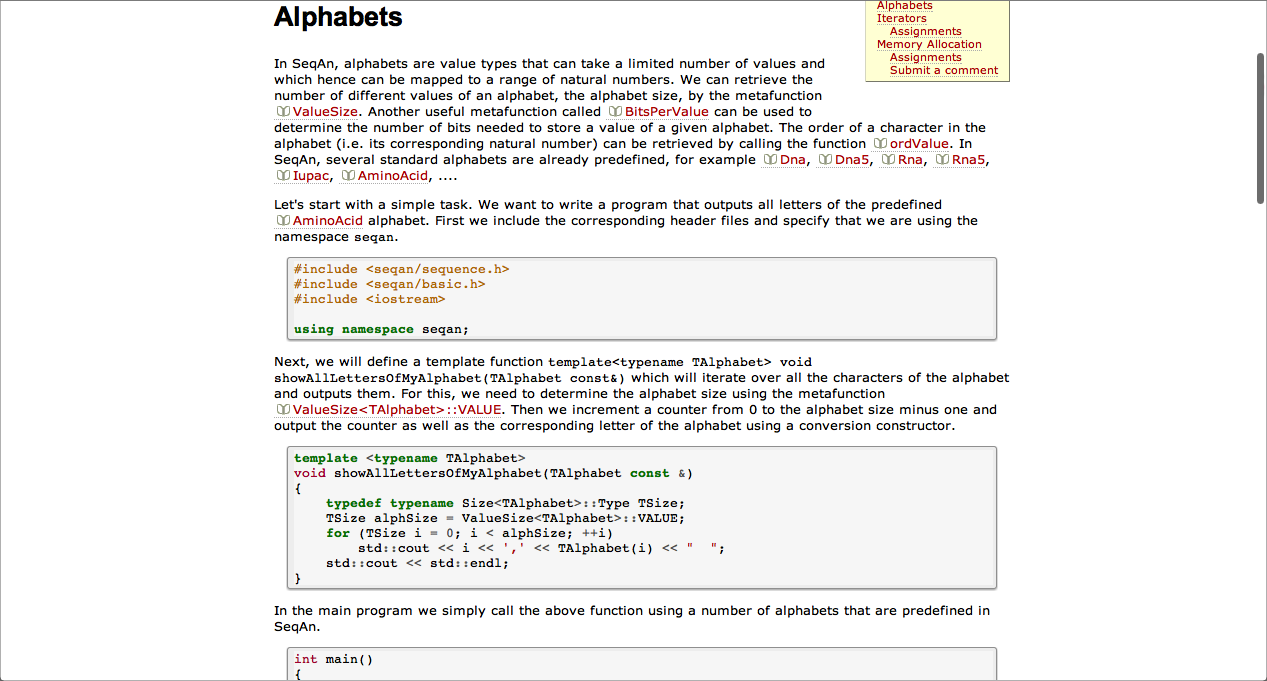 Alphabets
Alphabets
Iterators
Assignments
Memory Allocation
Assignments
Submit a comment
In SeqAn, alphabets are value types that can take a limited number of values and
which hence can be mapped to a range of natural numbers. We can retrieve the
number of different values of an alphabet, the alphabet size, by the metafunction
ValueSize. Another useful metafunction called BitsPerValue can be used to
determine the number of bits needed to store a value of a given alphabet. The order of a character in the
alphabet (i.e. its corresponding natural number) can be retrieved by calling the function ordValue. In
SeqAn, several standard alphabets are already predefined, for example Dna, Dna5, Rna, Rna5,
Iupac, AminoAcid, ....
Let's start with a simple task. We want to write a program that outputs all letters of the predefined
AminoAcid alphabet. First we include the corresponding header files and specify that we are using the
namespace seqan.
#include <seqan/sequence.h>
#include <seqan/basic.h>
#include <iostream>
using namespace seqan;
Next, we will define a template function template<typename TAlphabet> void
showAllLettersOfMyAlphabet(TAlphabet const&) which will iterate over all the characters of the alphabet
and outputs them. For this, we need to determine the alphabet size using the metafunction
ValueSize<TAlphabet>::VALUE. Then we increment a counter from 0 to the alphabet size minus one and
output the counter as well as the corresponding letter of the alphabet using a conversion constructor.
template <typename TAlphabet>
void showAllLettersOfMyAlphabet(TAlphabet const &)
{
    typedef typename Size<TAlphabet>::Type TSize;
    TSize alphSize = ValueSize<TAlphabet>::VALUE;
    for (TSize i = 0; i < alphSize; ++i)
        std::cout << i << ',' << TAlphabet(i) << "  ";
    std::cout << std::endl;
}
In the main program we simply call the above function using a number of alphabets that are predefined in
SeqAn.
int main()
{